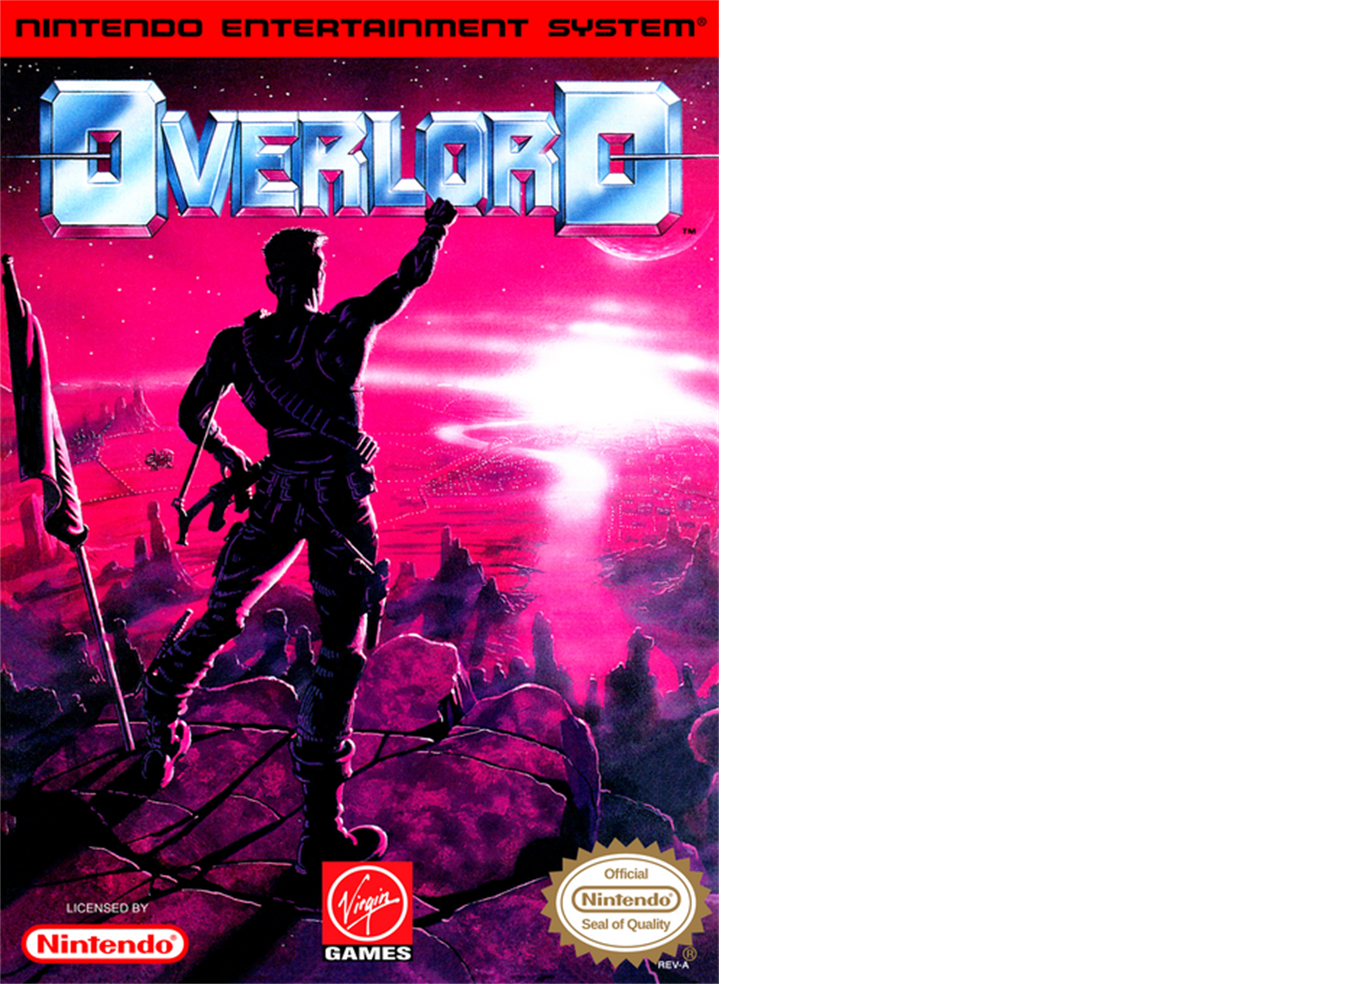 NINTENDO ENTERTAINMENT SYSTEM®
OVERLORD
™
LICENSED BY
Nintendo®
Virgin
GAMES
Official
Nintendo®
Seal of Quality
®
REV-A